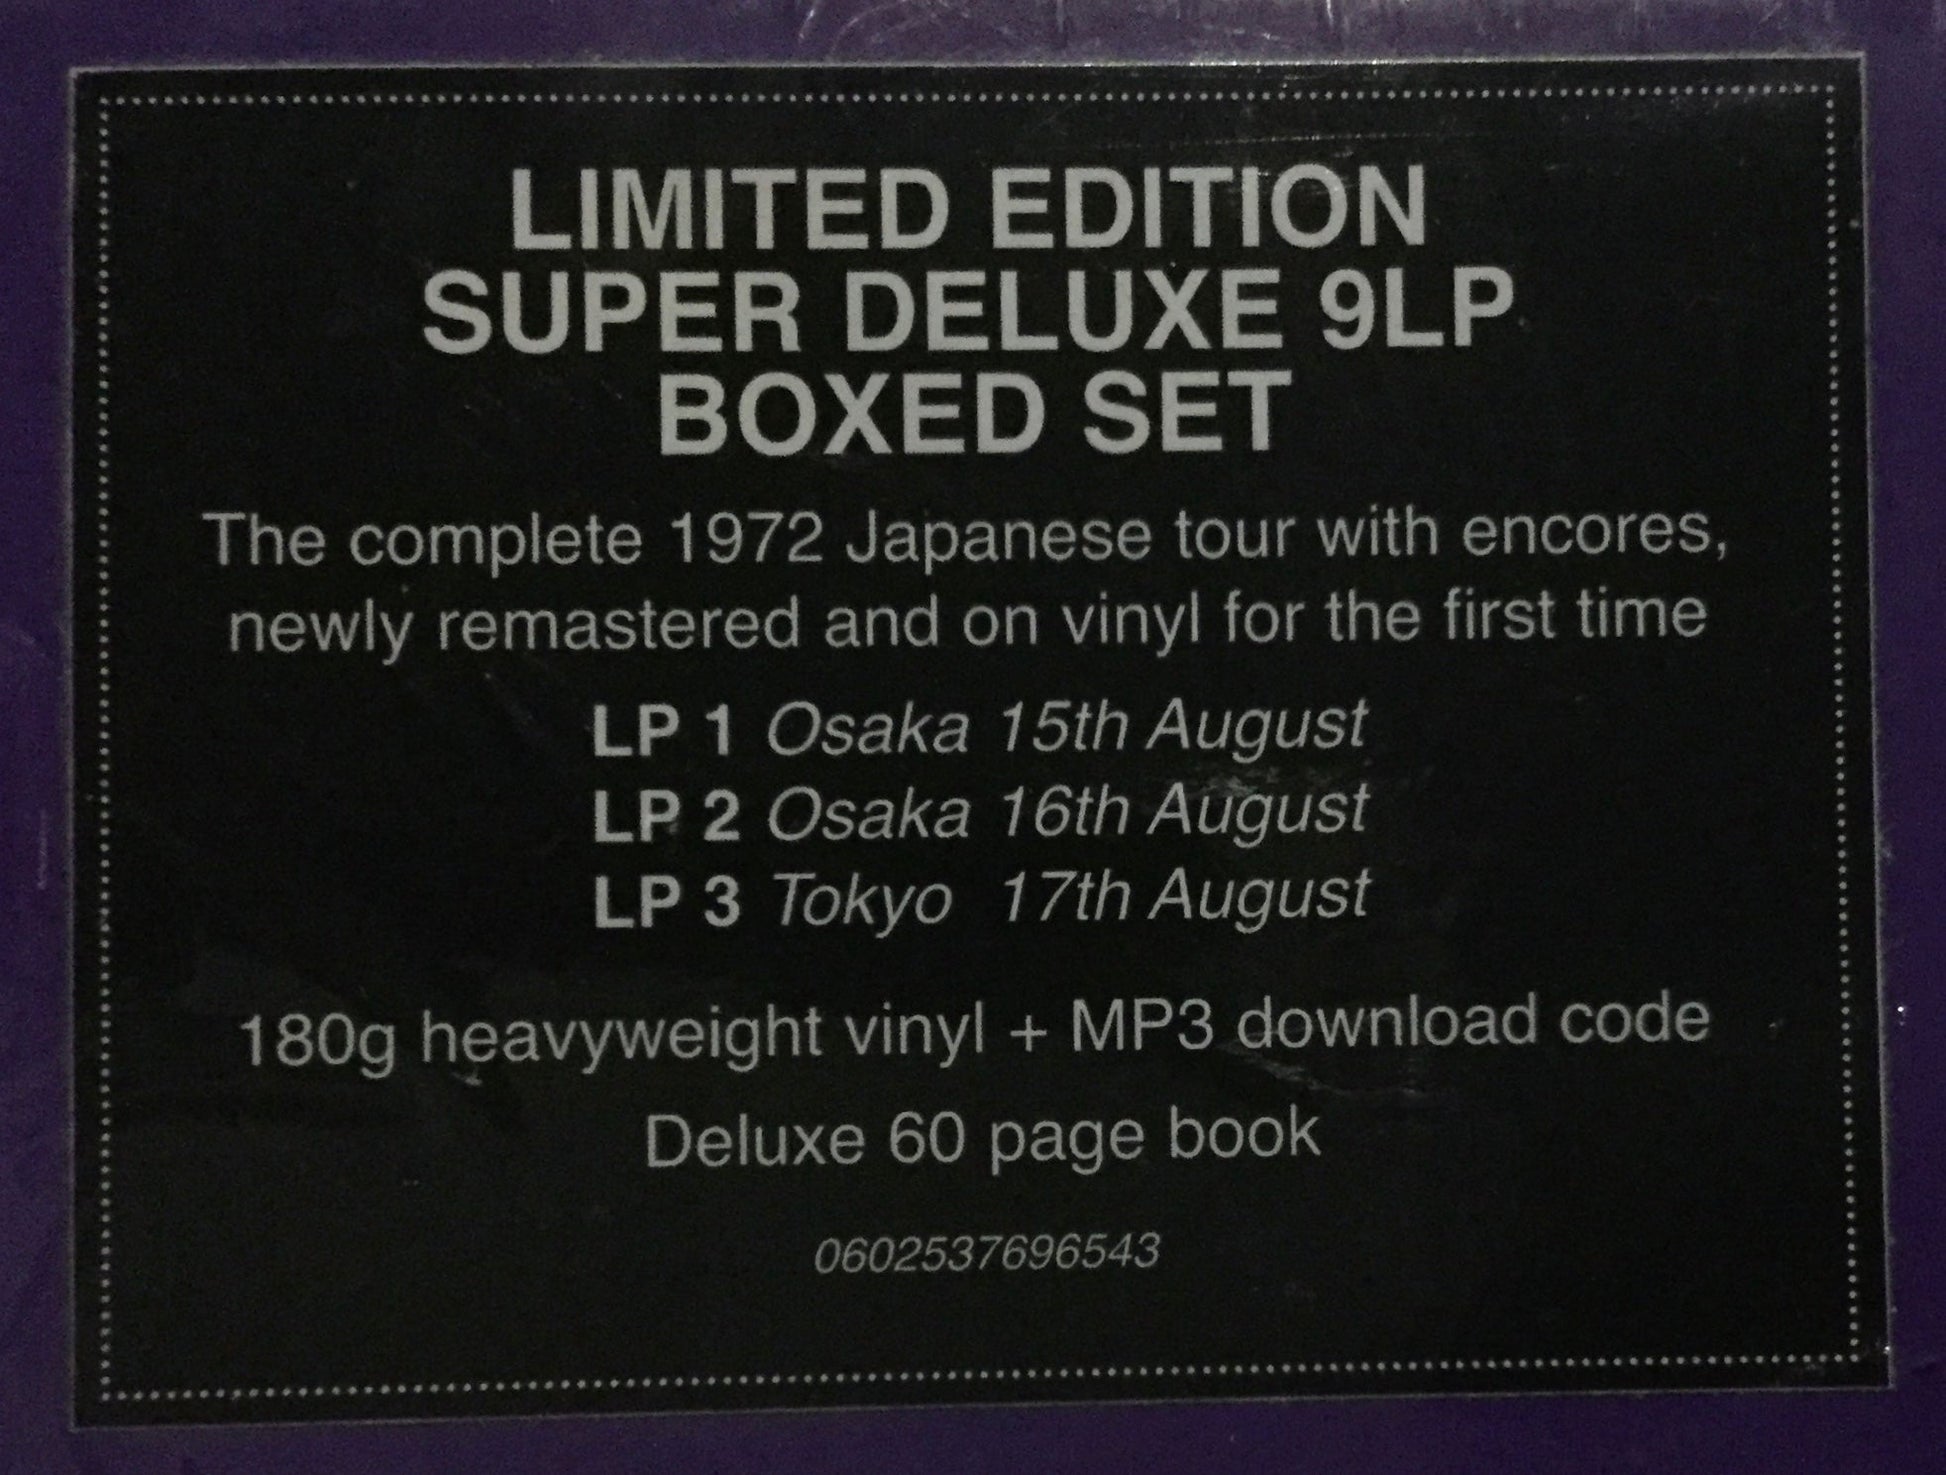 LIMITED EDITION
SUPER DELUXE 9LP
BOXED SET
The complete 1972 Japanese tour with encores,
newly remastered and on vinyl for the first time
LP 1 Osaka 15th August
LP 2 Osaka 16th August
LP 3 Tokyo 17th August
180g heavyweight vinyl + MP3 download code
Deluxe 60 page book
0602537696543